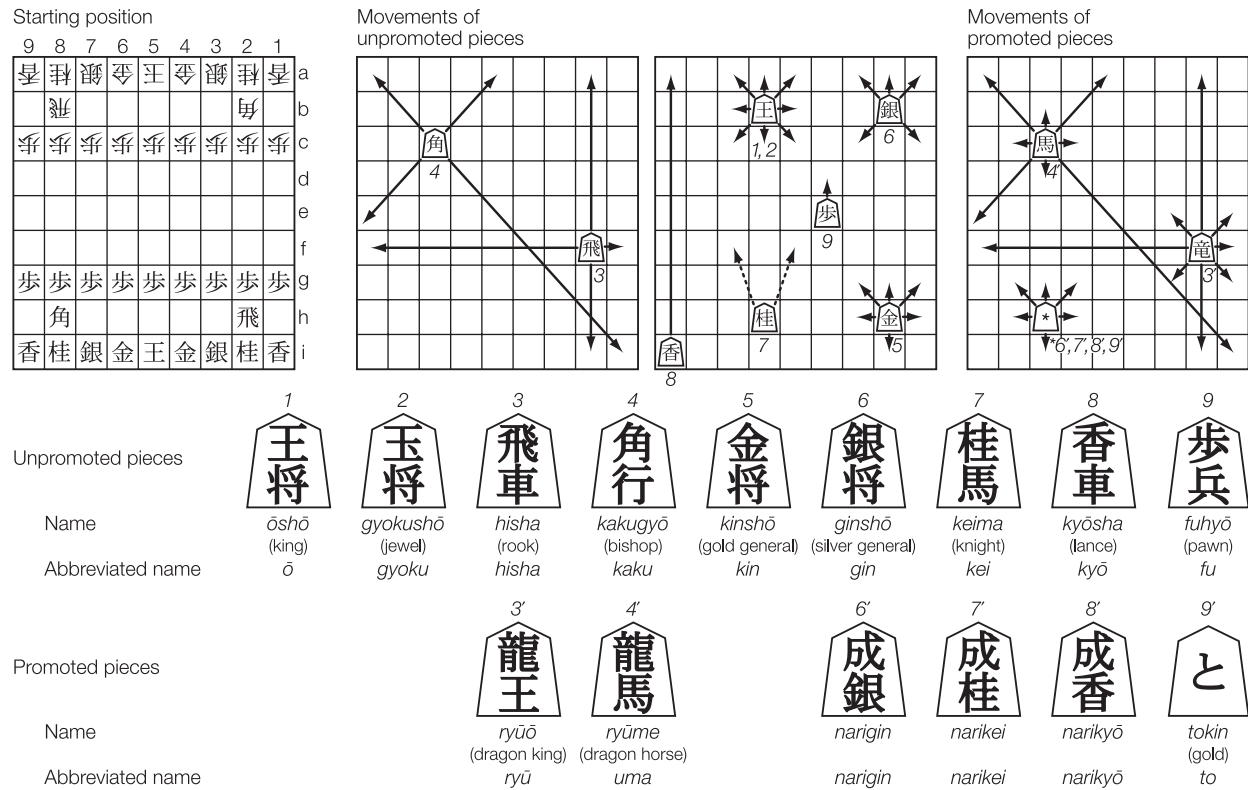 Starting position
9 8 7 6 5 4 3 2 1
香 桂 銀 金 王 金 銀 桂 香 a
飛 角 b
歩 歩 歩 歩 歩 歩 歩 歩 歩 c
d
e
f
歩 歩 歩 歩 歩 歩 歩 歩 歩 g
角 飛 h
香 桂 銀 金 王 金 銀 桂 香 i
Movements of
unpromoted pieces
角
4
飛
3
王
1, 2
銀
6
歩
9
桂
7
金
5
香
8
Movements of
promoted pieces
馬
4′
竜
3′
*
*6′, 7′, 8′, 9′
1 2 3 4 5 6 7 8 9
Unpromoted pieces
王将 玉将 飛車 角行 金将 銀将 桂馬 香車 歩兵
Name ōshō gyokushō hisha kakugyō kinshō ginshō keima kyōsha fuhyō
(king) (jewel) (rook) (bishop) (gold general) (silver general) (knight) (lance) (pawn)
Abbreviated name ō gyoku hisha kaku kin gin kei kyō fu
3′ 4′ 6′ 7′ 8′ 9′
Promoted pieces
龍王 龍馬 成銀 成桂 成香 と
Name ryūō ryūme narigin narikei narikyō tokin
(dragon king) (dragon horse) (gold)
Abbreviated name ryū uma narigin narikei narikyō to